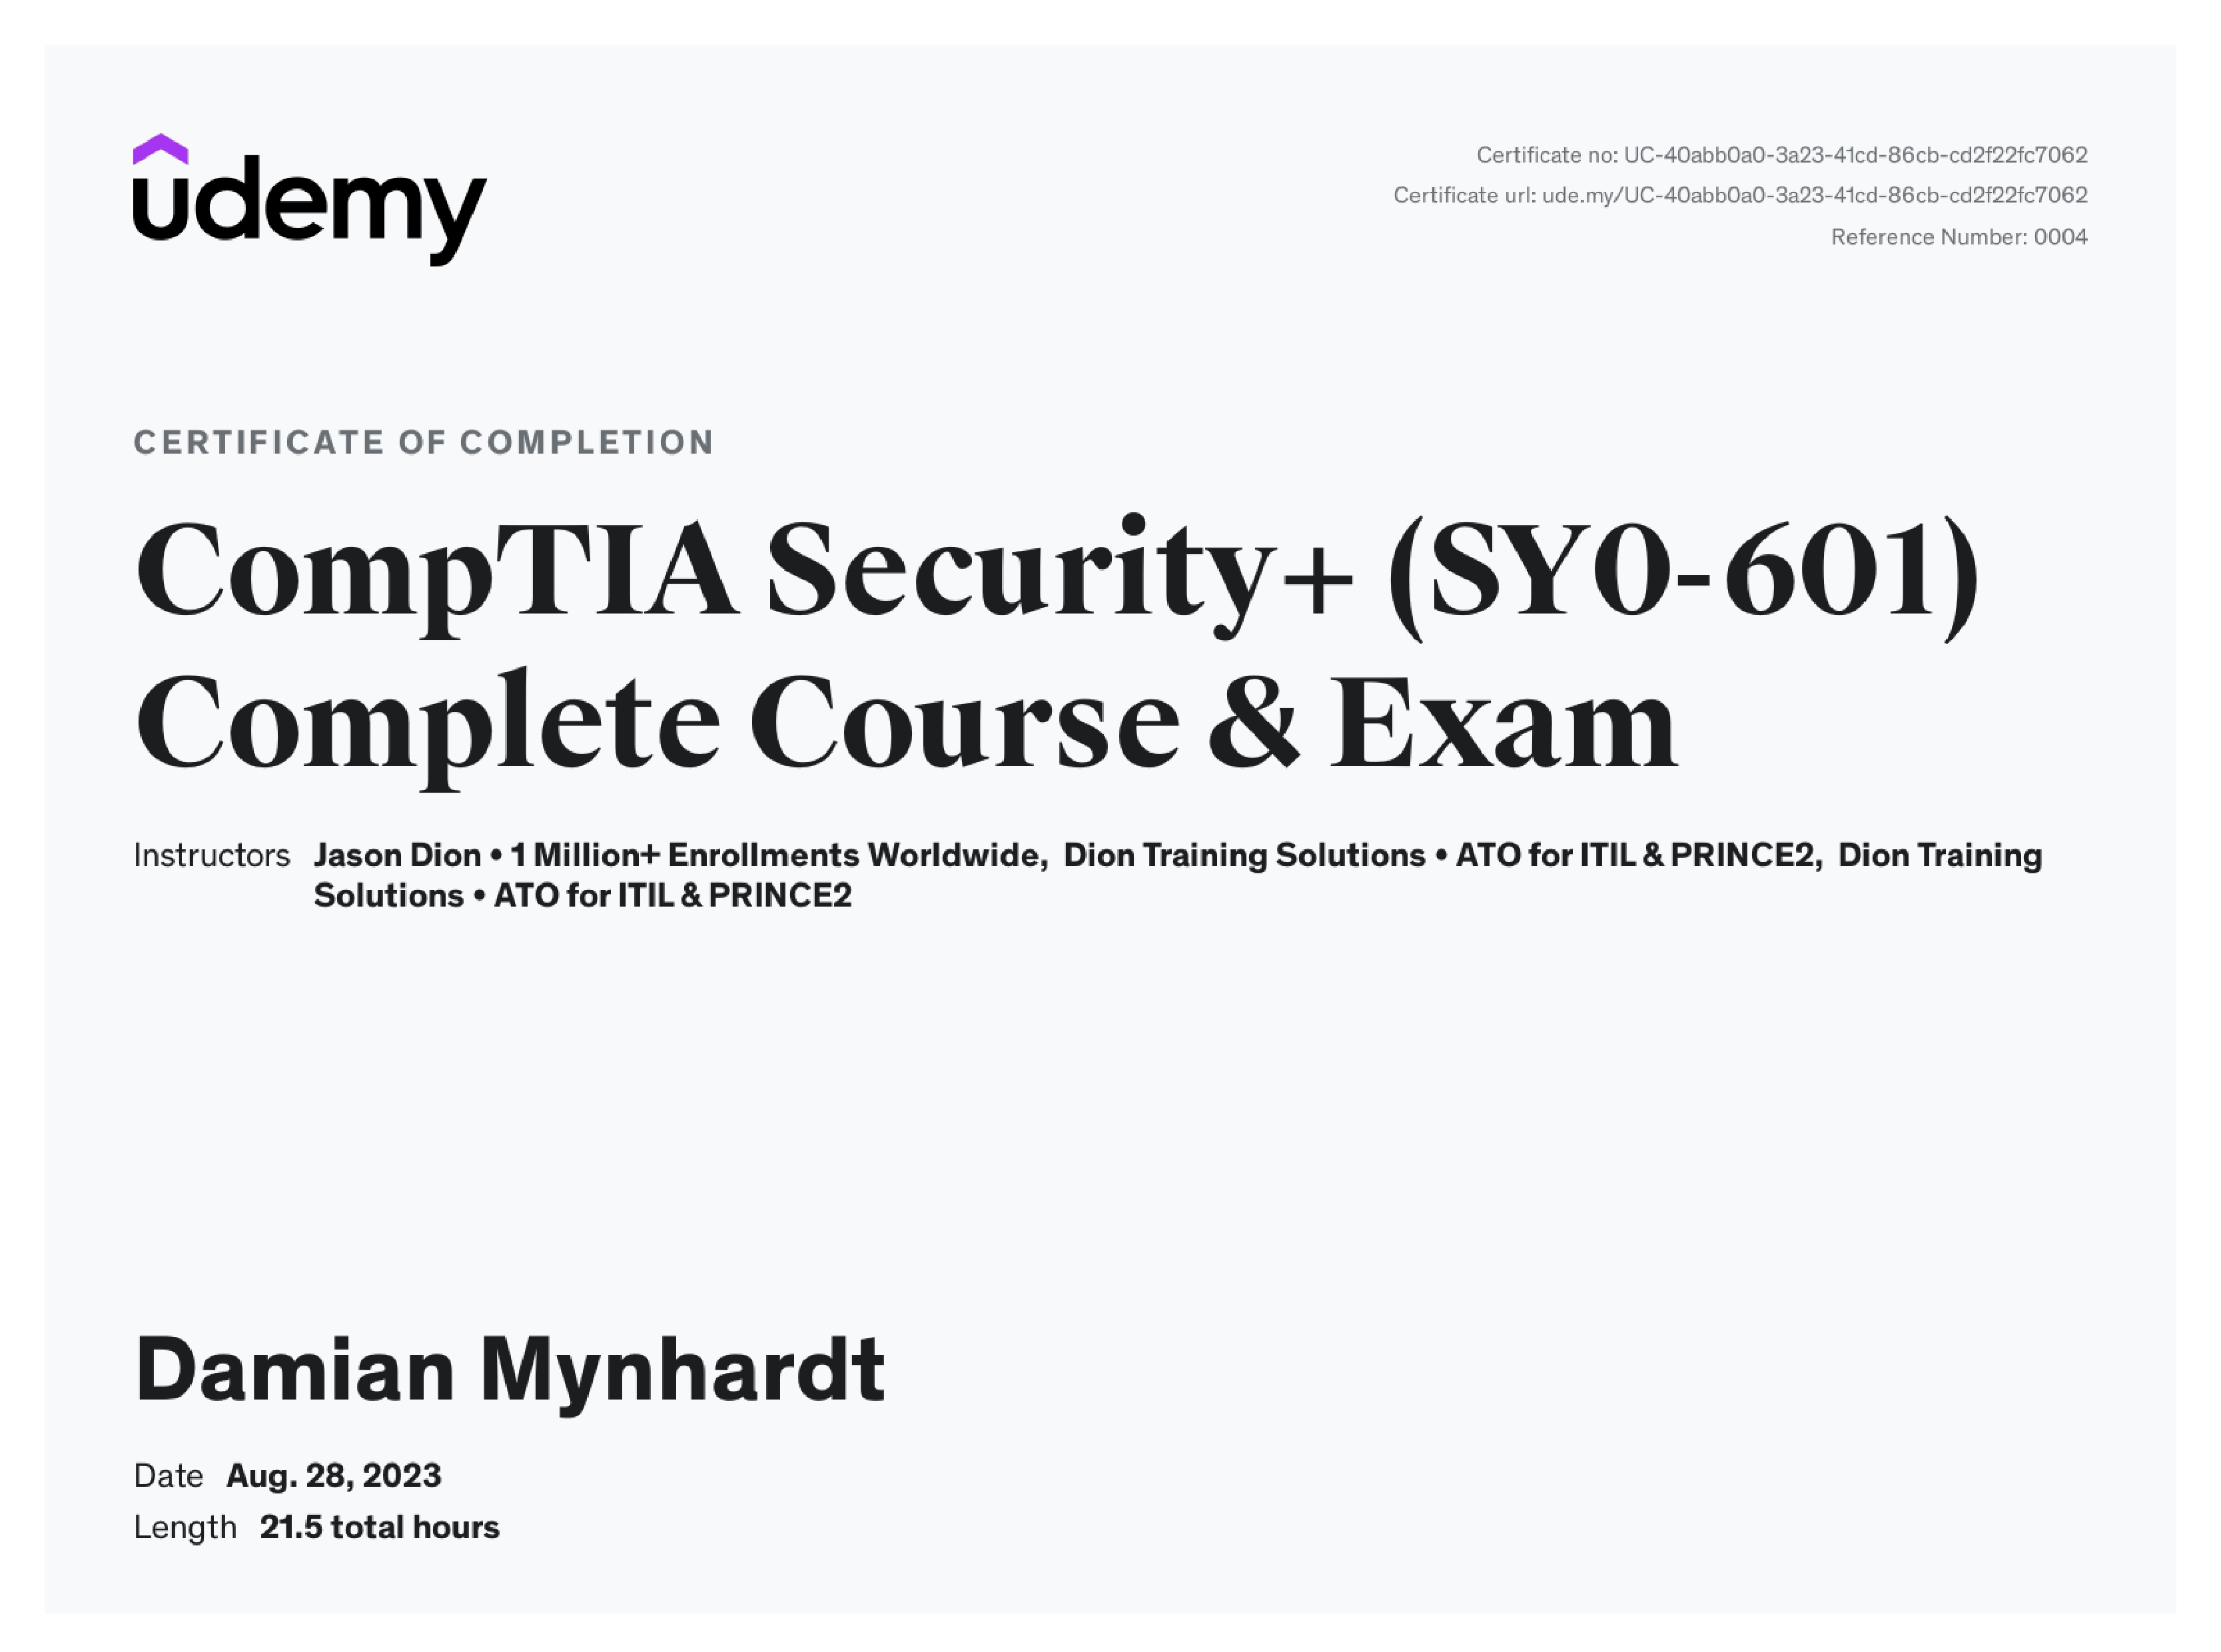 udemy
Certificate no: UC-40abb0a0-3a23-41cd-86cb-cd2f22fc7062
Certificate url: ude.my/UC-40abb0a0-3a23-41cd-86cb-cd2f22fc7062
Reference Number: 0004
CERTIFICATE OF COMPLETION
CompTIA Security+ (SY0-601)
Complete Course & Exam
Instructors Jason Dion • 1 Million+ Enrollments Worldwide, Dion Training Solutions • ATO for ITIL & PRINCE2, Dion Training
Solutions • ATO for ITIL & PRINCE2
Damian Mynhardt
Date Aug. 28, 2023
Length 21.5 total hours